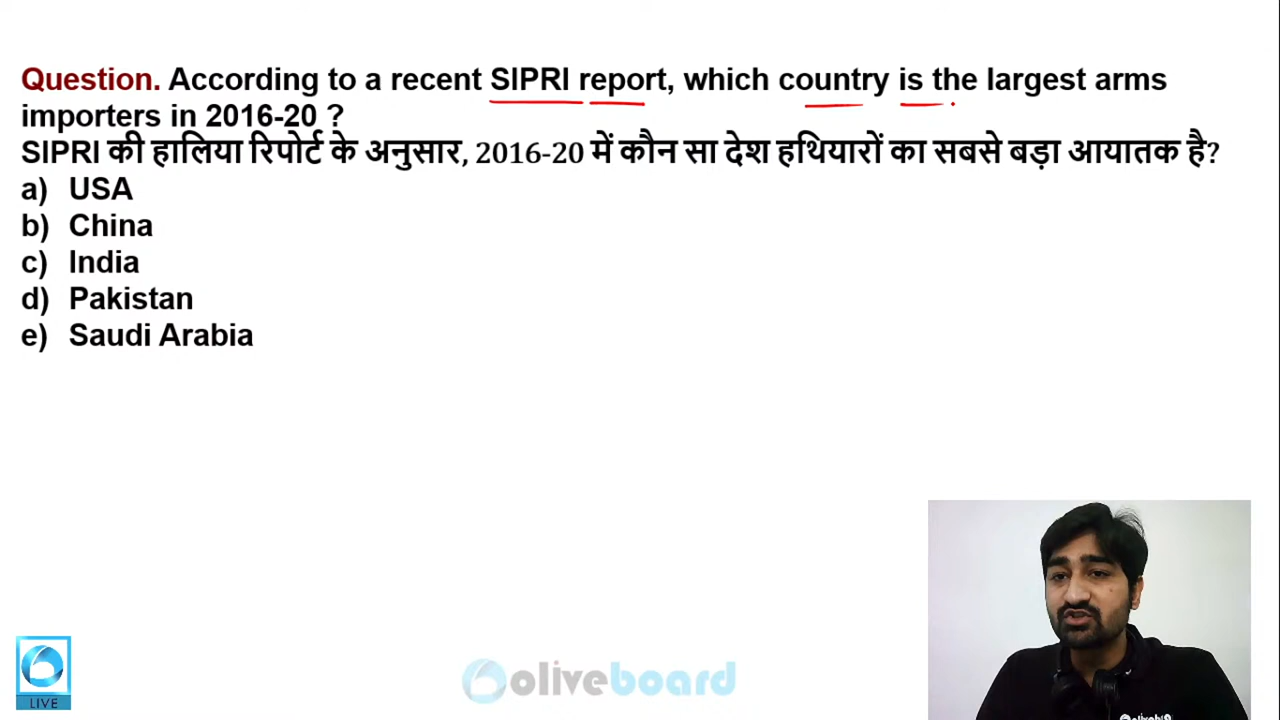 Question. According to a recent SIPRI report, which country is the largest arms
importers in 2016-20 ?
SIPRI की हालिया रिपोर्ट के अनुसार, 2016-20 में कौन सा देश हथियारों का सबसे बड़ा आयातक है?
a) USA
b) China
c) India
d) Pakistan
e) Saudi Arabia
LIVE
oliveboard